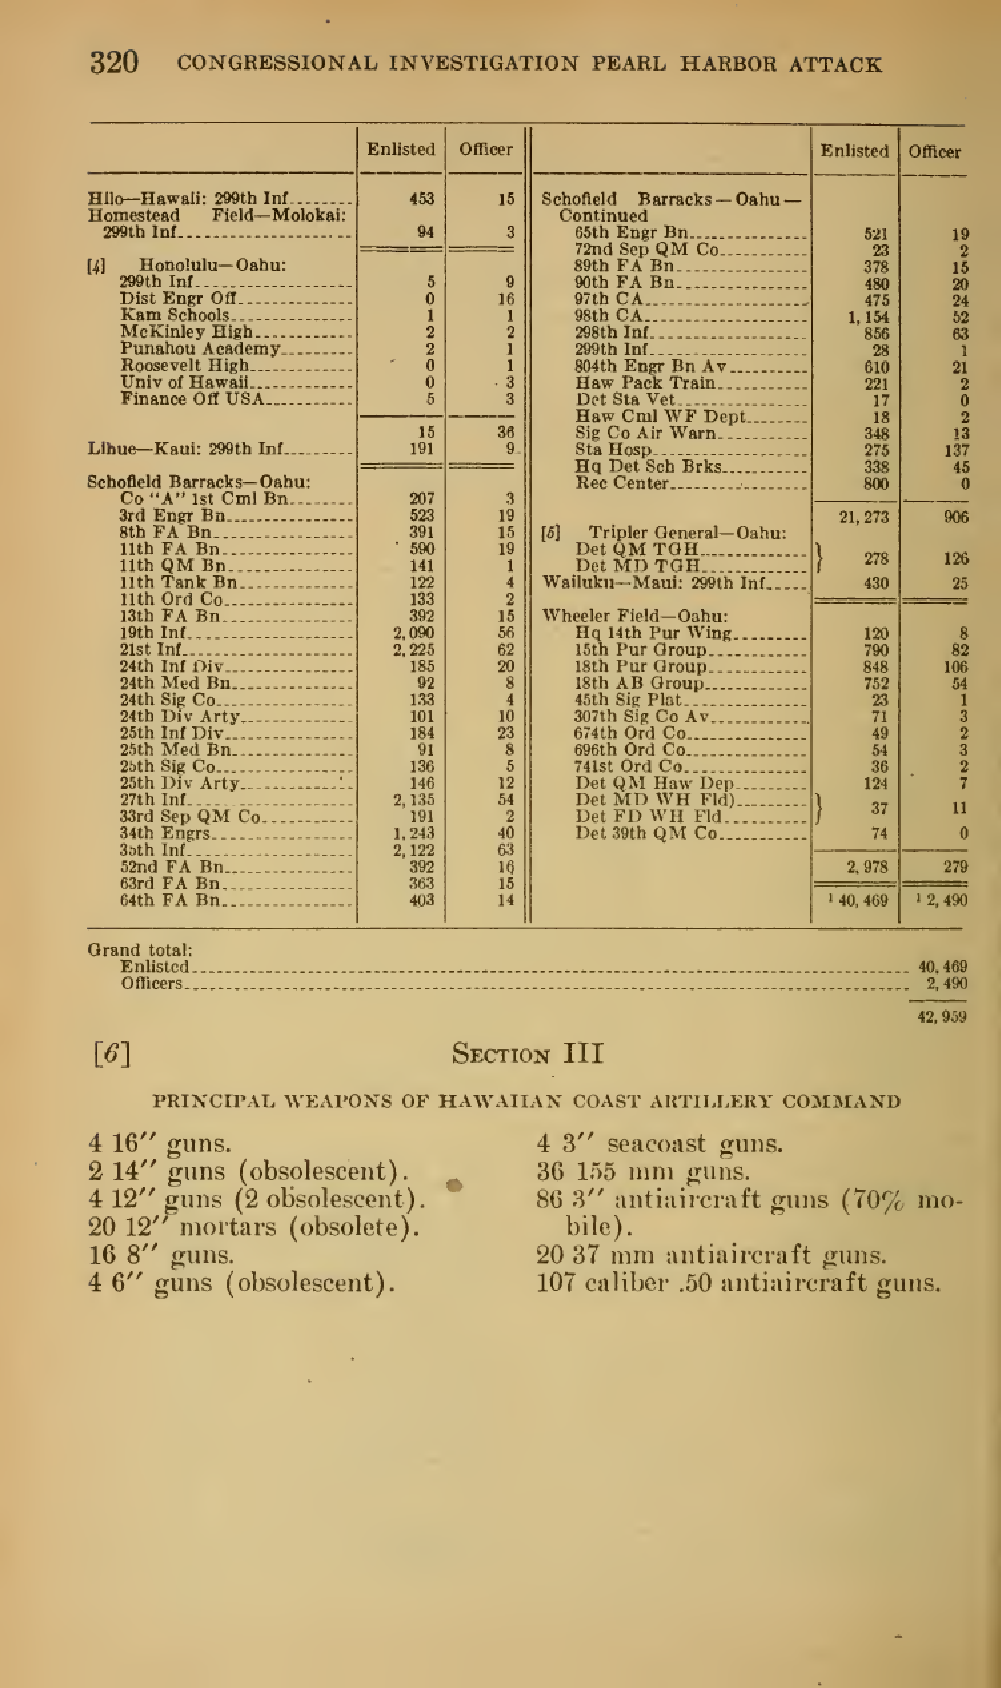 320 CONGRESSIONAL INVESTIGATION PEARL HARBOR ATTACK
Enlisted Officer
Hilo—Hawaii: 299th Inf 453 15
Homestead Field—Molokai:
299th Inf 94 3
[4] Honolulu—Oahu:
299th Inf 5 9
Dist Engr Off 0 16
Kam Schools 1 1
McKinley High 2 2
Punahou Academy 2 1
Roosevelt High 0 1
Univ of Hawaii 0 3
Finance Off USA 5 3
15 36
Lihue—Kaui: 299th Inf 191 9
Schofield Barracks—Oahu:
Co "A" 1st Cml Bn 207 3
3rd Engr Bn 523 19
8th FA Bn 391 15
11th FA Bn 590 19
11th QM Bn 141 1
11th Tank Bn 122 4
11th Ord Co 133 2
13th FA Bn 392 15
19th Inf 2,090 56
21st Inf 2,225 62
24th Inf Div 185 20
24th Med Bn 92 8
24th Sig Co 133 4
24th Div Arty 101 10
25th Inf Div 184 23
25th Med Bn 91 8
25th Sig Co 136 5
25th Div Arty 146 12
27th Inf 2,135 54
33rd Sep QM Co 191 2
34th Engrs 1,243 40
35th Inf 2,122 63
52nd FA Bn 392 16
63rd FA Bn 363 15
64th FA Bn 403 14
Enlisted Officer
Schofield Barracks—Oahu—
Continued
65th Engr Bn 521 19
72nd Sep QM Co 23 2
89th FA Bn 378 15
90th FA Bn 480 20
97th CA 475 24
98th CA 1,154 52
298th Inf 856 63
299th Inf 28 1
804th Engr Bn Av 610 21
Haw Pack Train 221 2
Det Sta Vet 17 0
Haw Cml WF Dept 18 2
Sig Co Air Warn 348 13
Sta Hosp 275 137
Hq Det Sch Brks 338 45
Rec Center 800 0
21,273 906
[5] Tripler General—Oahu:
Det QM TGH
Det MD TGH } 278 126
Wailuku—Maui: 299th Inf 430 25
Wheeler Field—Oahu:
Hq 14th Pur Wing 120 8
15th Pur Group 790 82
18th Pur Group 848 106
18th AB Group 752 54
45th Sig Plat 23 1
307th Sig Co Av 71 3
674th Ord Co 49 2
696th Ord Co 54 3
741st Ord Co 36 2
Det QM Haw Dep 124 7
Det MD WH Fld)
Det FD WH Fld } 37 11
Det 39th QM Co 74 0
2,978 279
1 40,469 1 2,490
Grand total:
Enlisted 40,469
Officers 2,490
42,959
[6] SECTION III
PRINCIPAL WEAPONS OF HAWAIIAN COAST ARTILLERY COMMAND
4 16″ guns.
2 14″ guns (obsolescent).
4 12″ guns (2 obsolescent).
20 12″ mortars (obsolete).
16 8″ guns.
4 6″ guns (obsolescent).
4 3″ seacoast guns.
36 155 mm guns.
86 3″ antiaircraft guns (70% mo-
bile).
20 37 mm antiaircraft guns.
107 caliber .50 antiaircraft guns.